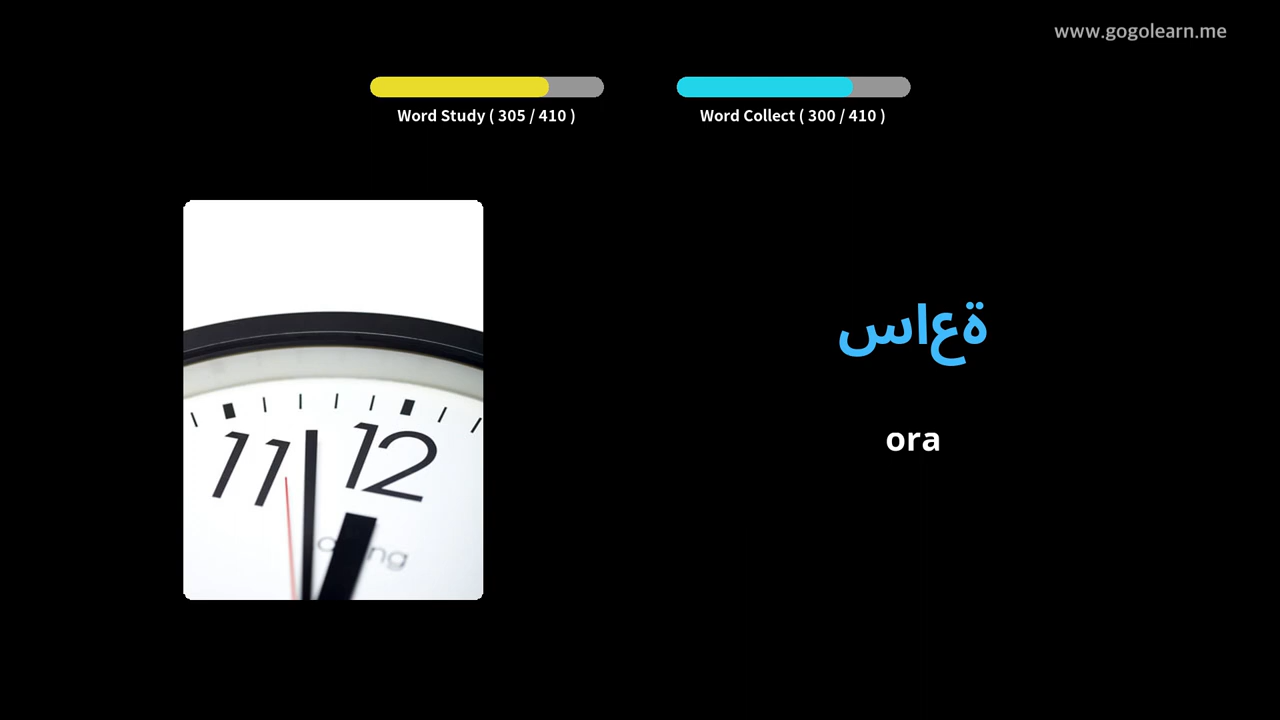 www.gogolearn.me
Word Study ( 305 / 410 )
Word Collect ( 300 / 410 )
ساعة
ora
11 12